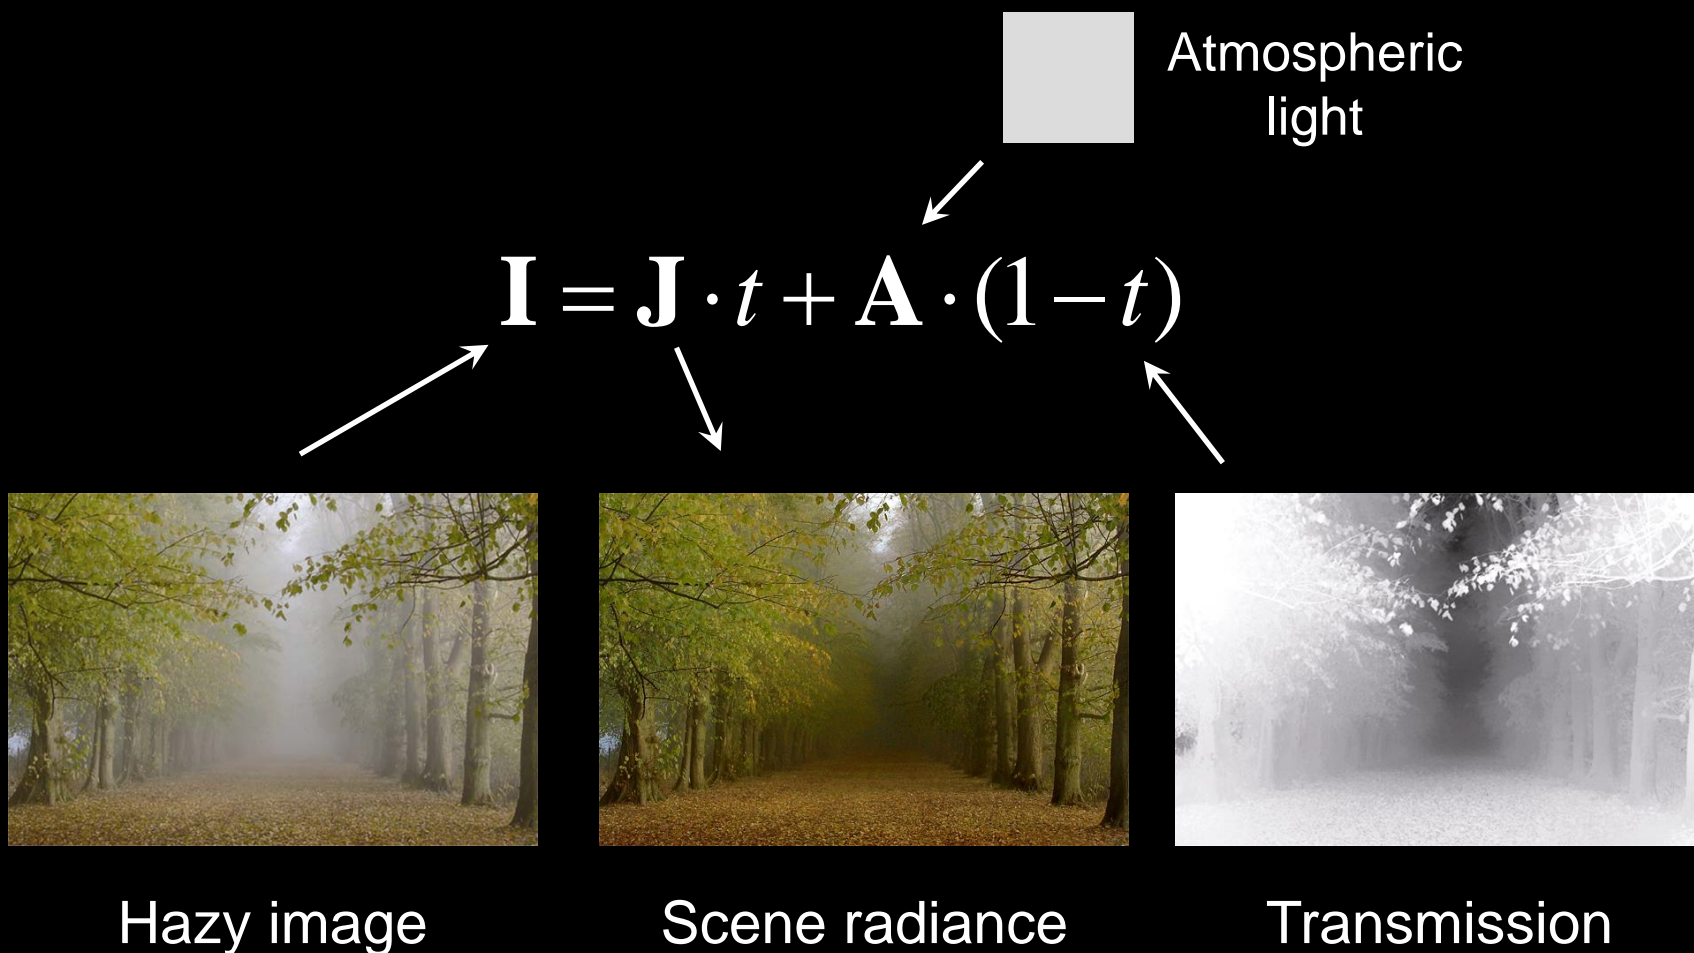 Atmospheric
light
I = J · t + A · (1 − t)
Hazy image
Scene radiance
Transmission